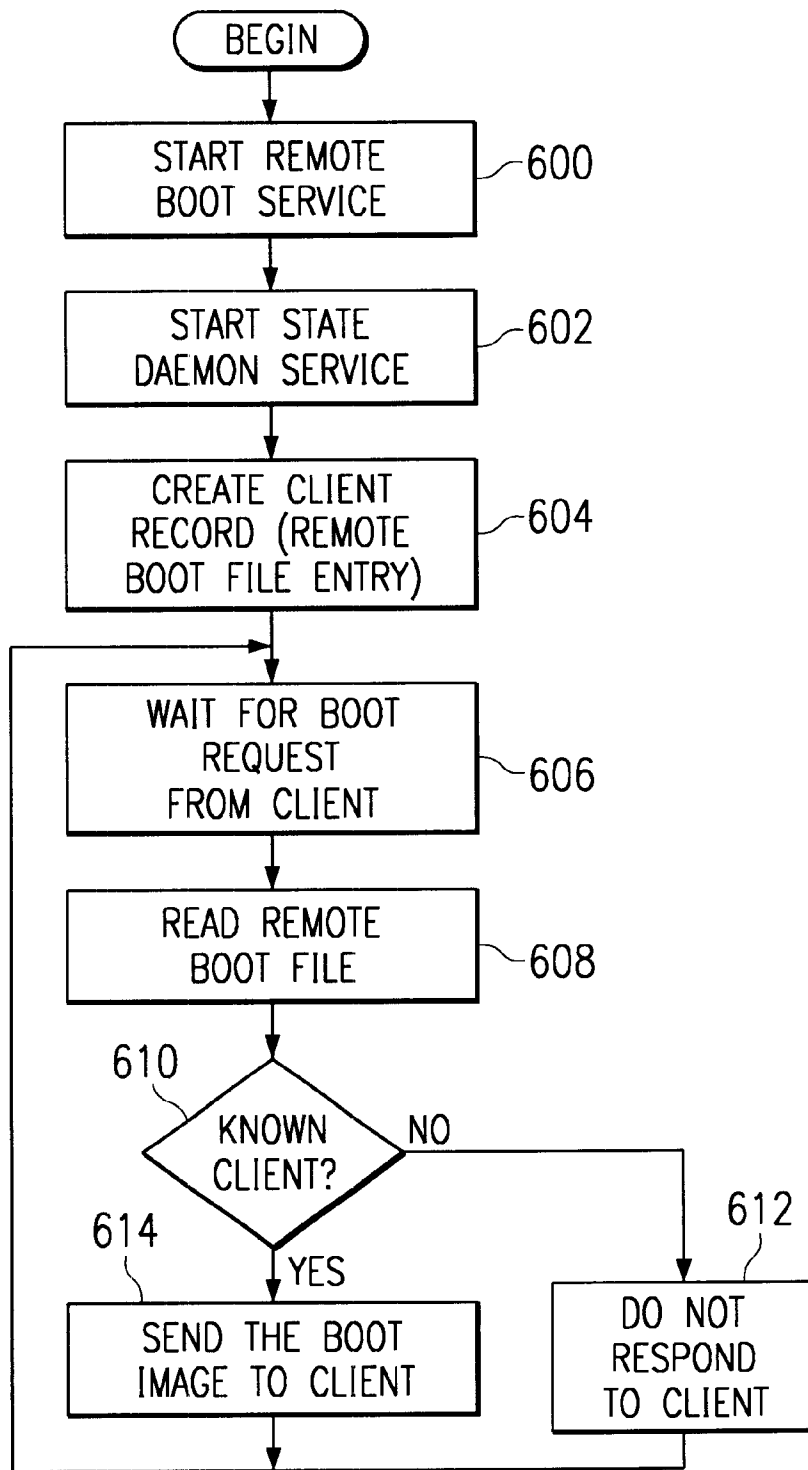 BEGIN
START REMOTE
BOOT SERVICE
600
START STATE
DAEMON SERVICE
602
CREATE CLIENT
RECORD (REMOTE
BOOT FILE ENTRY)
604
WAIT FOR BOOT
REQUEST
FROM CLIENT
606
READ REMOTE
BOOT FILE
608
610
KNOWN
CLIENT?
NO
YES
614
SEND THE BOOT
IMAGE TO CLIENT
612
DO NOT
RESPOND
TO CLIENT